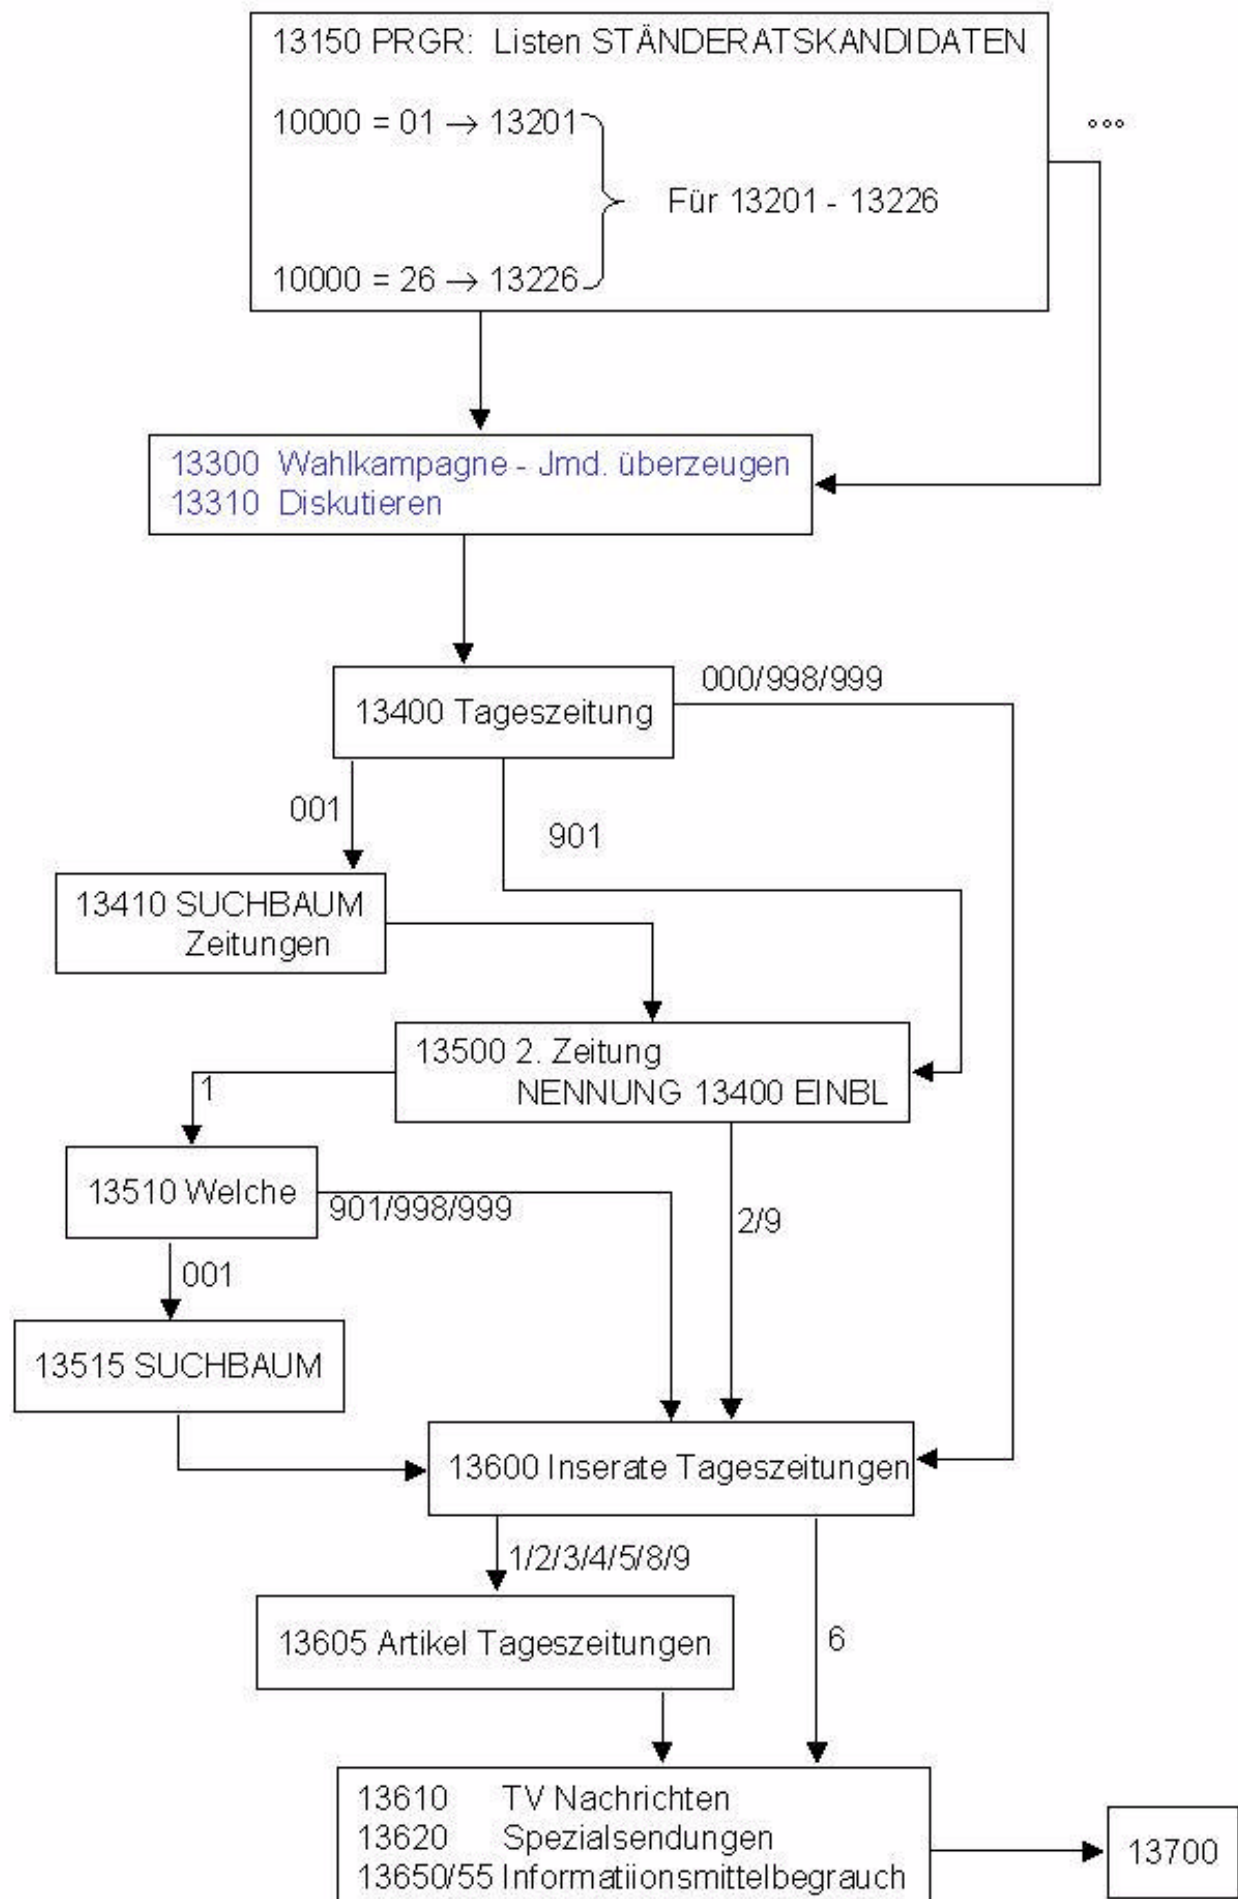 13150 PRGR: Listen STÄNDERATSKANDIDATEN
10000 = 01 → 13201
°°°
Für 13201 - 13226
10000 = 26 → 13226
13300 Wahlkampagne - Jmd. überzeugen
13310 Diskutieren
000/998/999
13400 Tageszeitung
001
901
13410 SUCHBAUM
Zeitungen
13500 2. Zeitung
NENNUNG 13400 EINBL
1
13510 Welche
901/998/999
2/9
001
13515 SUCHBAUM
13600 Inserate Tageszeitungen
1/2/3/4/5/8/9
13605 Artikel Tageszeitungen
6
13610 TV Nachrichten
13620 Spezialsendungen
13650/55 Informatiionsmittelbegrauch
13700